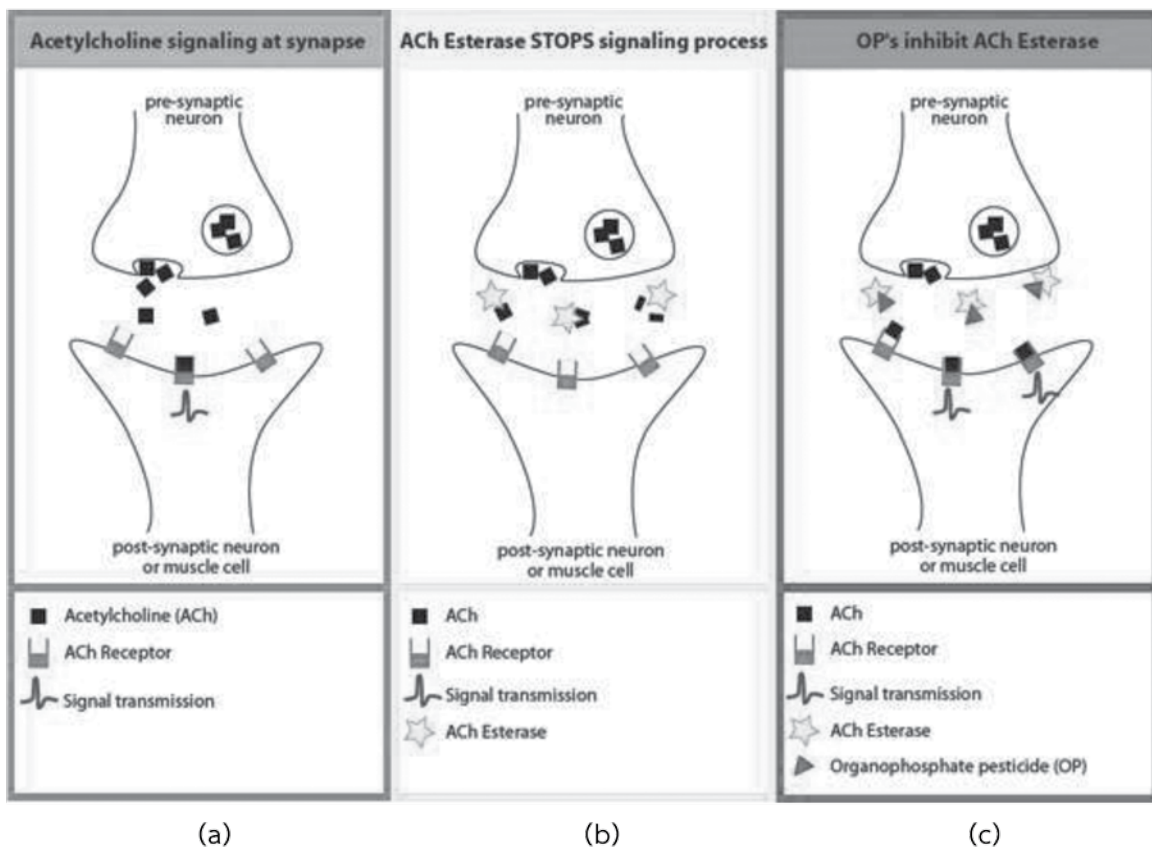 Acetylcholine signaling at synapse
pre-synaptic
neuron
post-synaptic neuron
or muscle cell
Acetylcholine (ACh)
ACh Receptor
Signal transmission
(a)
ACh Esterase STOPS signaling process
pre-synaptic
neuron
post-synaptic neuron
or muscle cell
ACh
ACh Receptor
Signal transmission
ACh Esterase
(b)
OP's inhibit ACh Esterase
pre-synaptic
neuron
post-synaptic neuron
or muscle cell
ACh
ACh Receptor
Signal transmission
ACh Esterase
Organophosphate pesticide (OP)
(c)